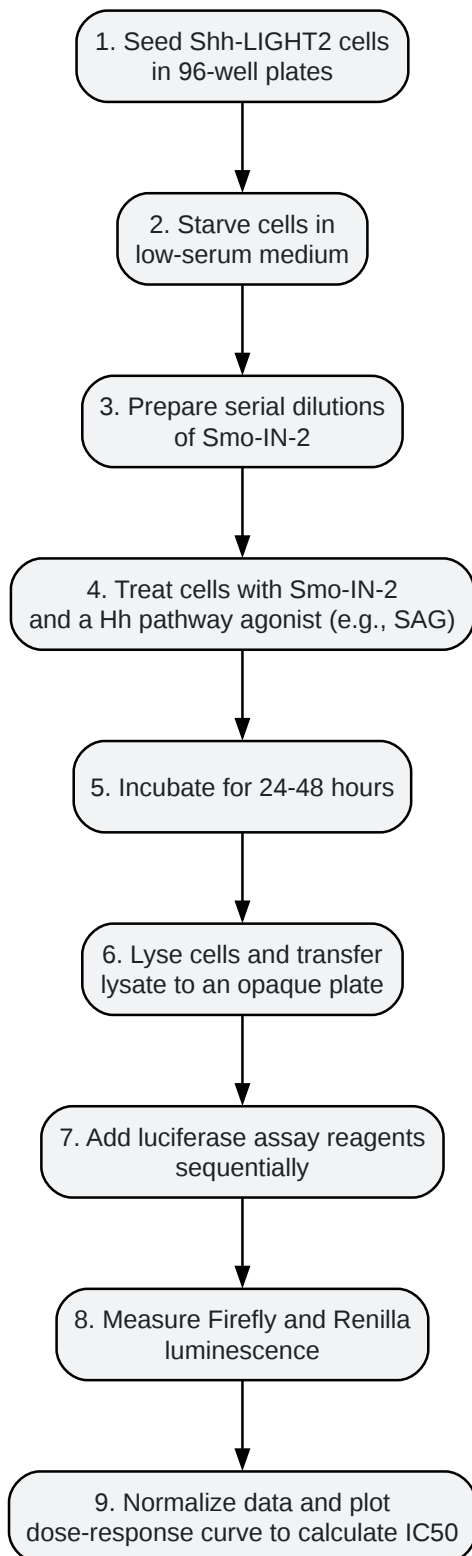 1. Seed Shh-LIGHT2 cells
in 96-well plates
2. Starve cells in
low-serum medium
3. Prepare serial dilutions
of Smo-IN-2
4. Treat cells with Smo-IN-2
and a Hh pathway agonist (e.g., SAG)
5. Incubate for 24-48 hours
6. Lyse cells and transfer
lysate to an opaque plate
7. Add luciferase assay reagents
sequentially
8. Measure Firefly and Renilla
luminescence
9. Normalize data and plot
dose-response curve to calculate IC50